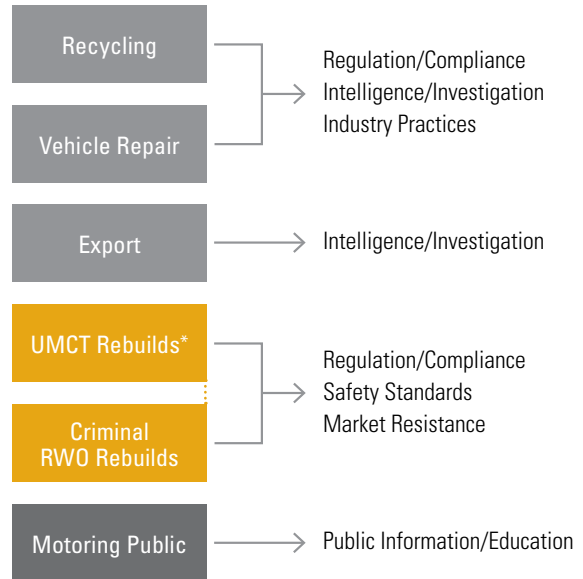 Recycling
Vehicle Repair
Regulation/Compliance
Intelligence/Investigation
Industry Practices
Export
Intelligence/Investigation
UMCT Rebuilds*
Criminal
RWO Rebuilds
Regulation/Compliance
Safety Standards
Market Resistance
Motoring Public
Public Information/Education